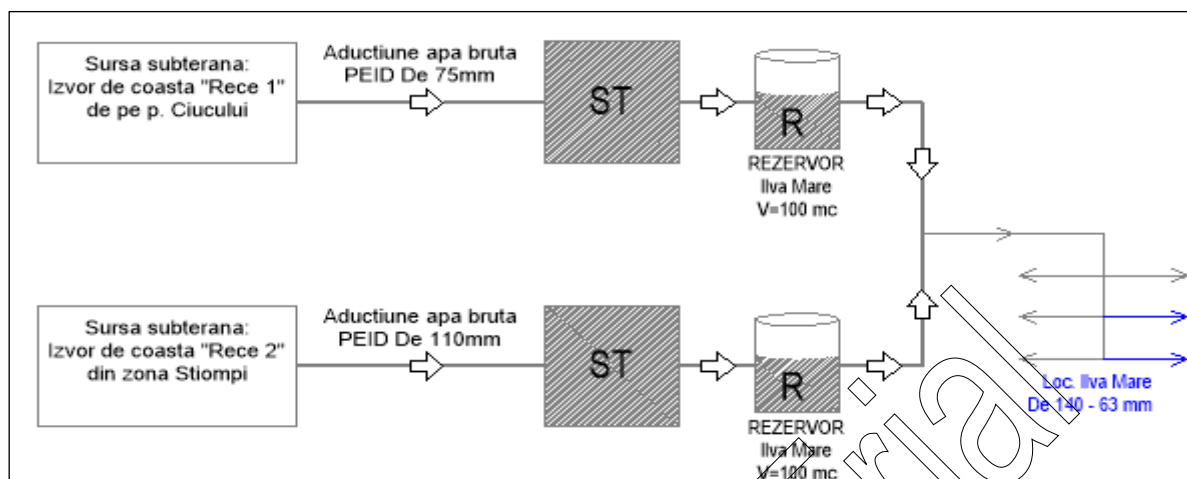 Sursa subterana:
Izvor de coasta "Rece 1"
de pe p. Ciucului
Aductiune apa bruta
PEID De 75mm
ST
R
REZERVOR
Ilva Mare
V=100 mc
Sursa subterana:
Izvor de coasta "Rece 2"
din zona Stiompi
Aductiune apa bruta
PEID De 110mm
ST
R
REZERVOR
Ilva Mare
V=100 mc
Loc. Ilva Mare
De 140 - 63 mm